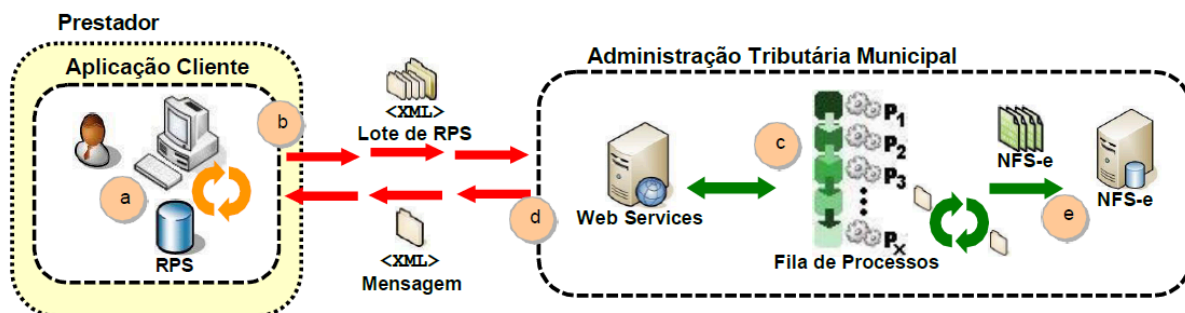 Prestador
Aplicação Cliente
a
RPS
b
<XML>
Lote de RPS
<XML>
Mensagem
Administração Tributária Municipal
d
Web Services
c
P1
P2
P3
Px
Fila de Processos
NFS-e
e
NFS-e